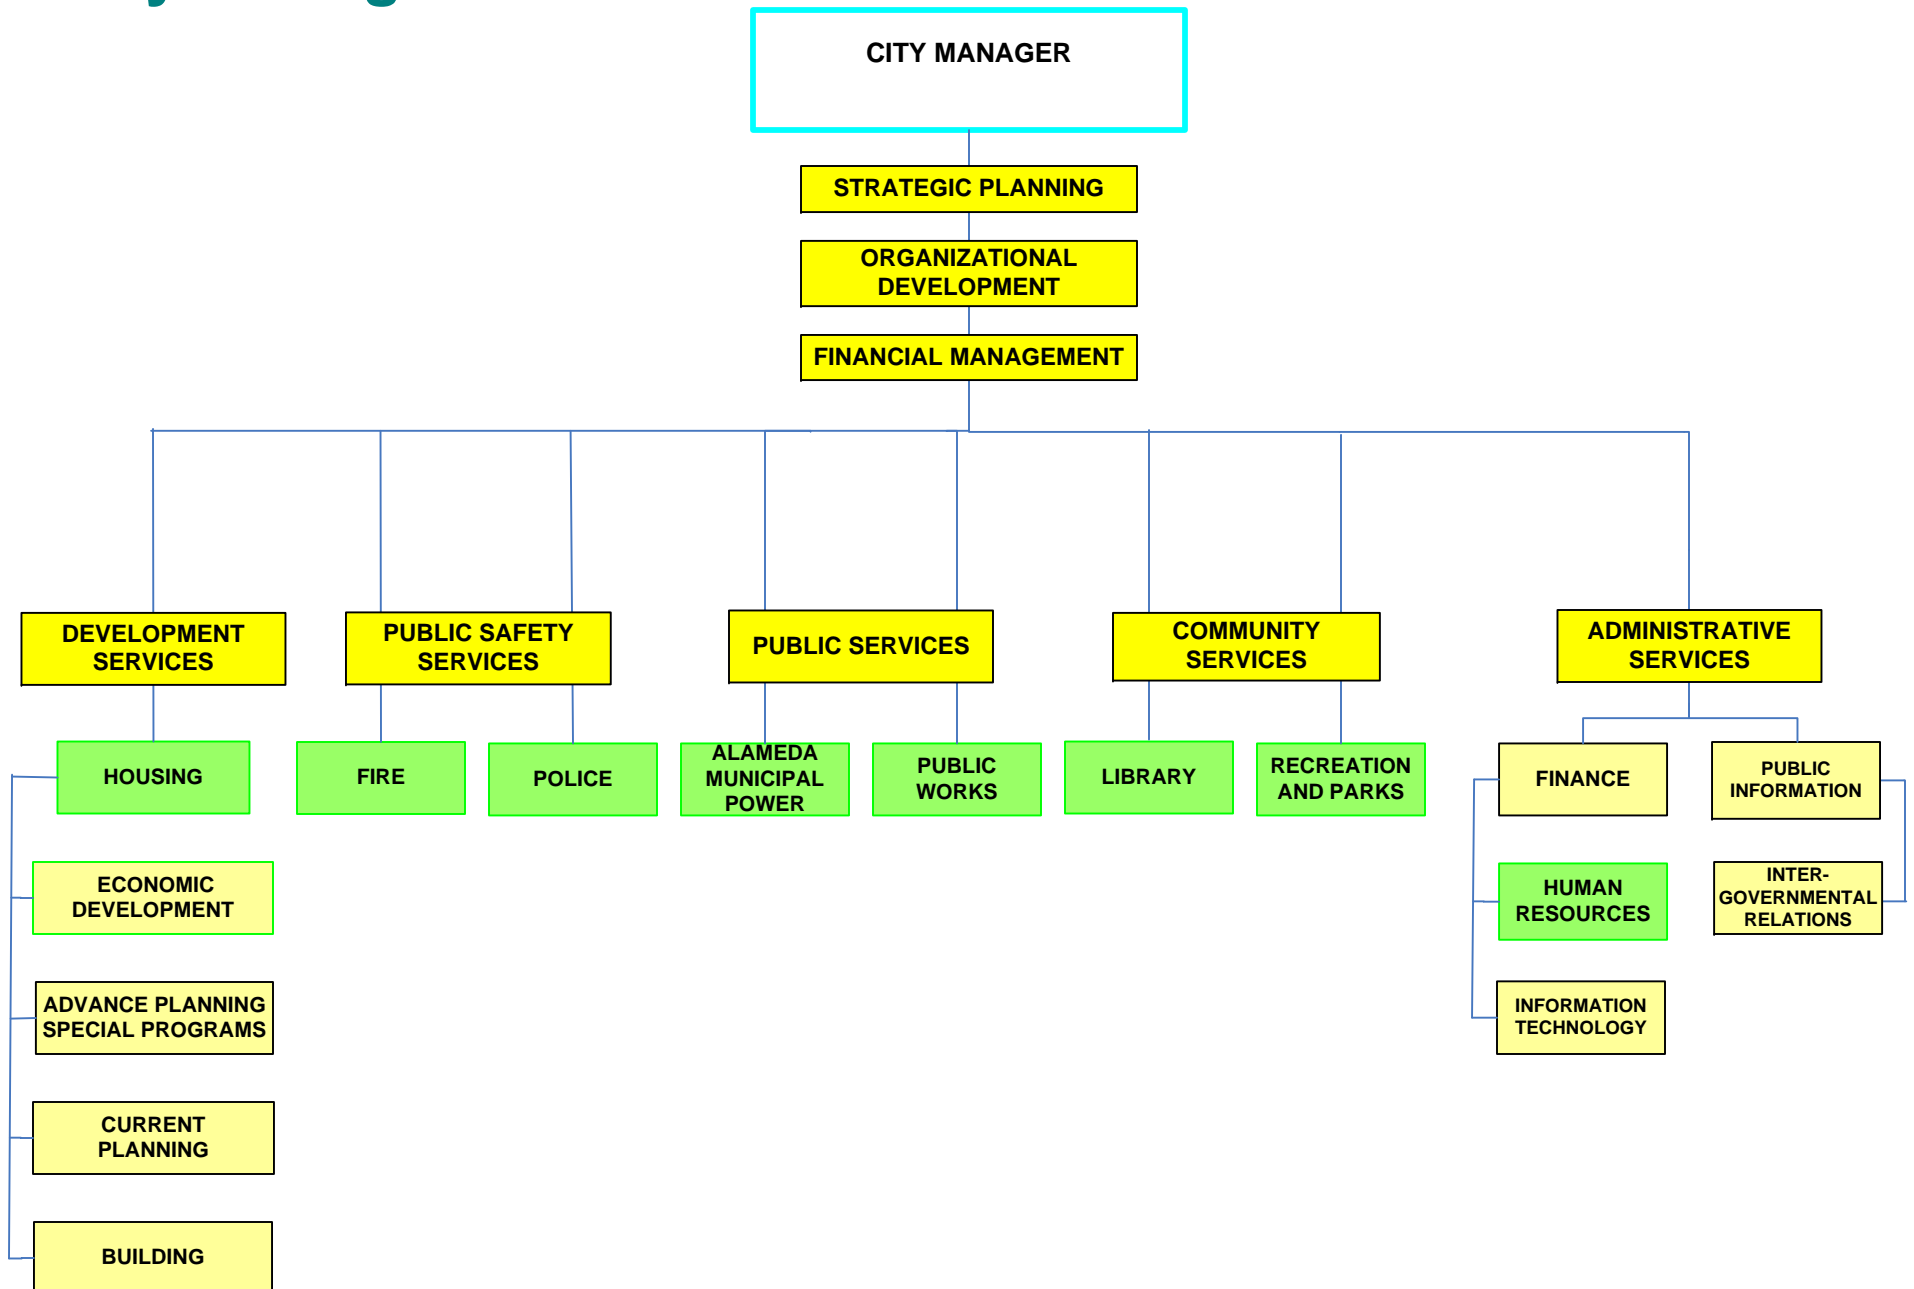 CITY MANAGER
STRATEGIC PLANNING
ORGANIZATIONAL
DEVELOPMENT
FINANCIAL MANAGEMENT
DEVELOPMENT
SERVICES
PUBLIC SAFETY
SERVICES
PUBLIC SERVICES
COMMUNITY
SERVICES
ADMINISTRATIVE
SERVICES
HOUSING
FIRE
POLICE
ALAMEDA
MUNICIPAL
POWER
PUBLIC
WORKS
LIBRARY
RECREATION
AND PARKS
FINANCE
PUBLIC
INFORMATION
ECONOMIC
DEVELOPMENT
HUMAN
RESOURCES
INTER-
GOVERNMENTAL
RELATIONS
ADVANCE PLANNING
SPECIAL PROGRAMS
INFORMATION
TECHNOLOGY
CURRENT
PLANNING
BUILDING